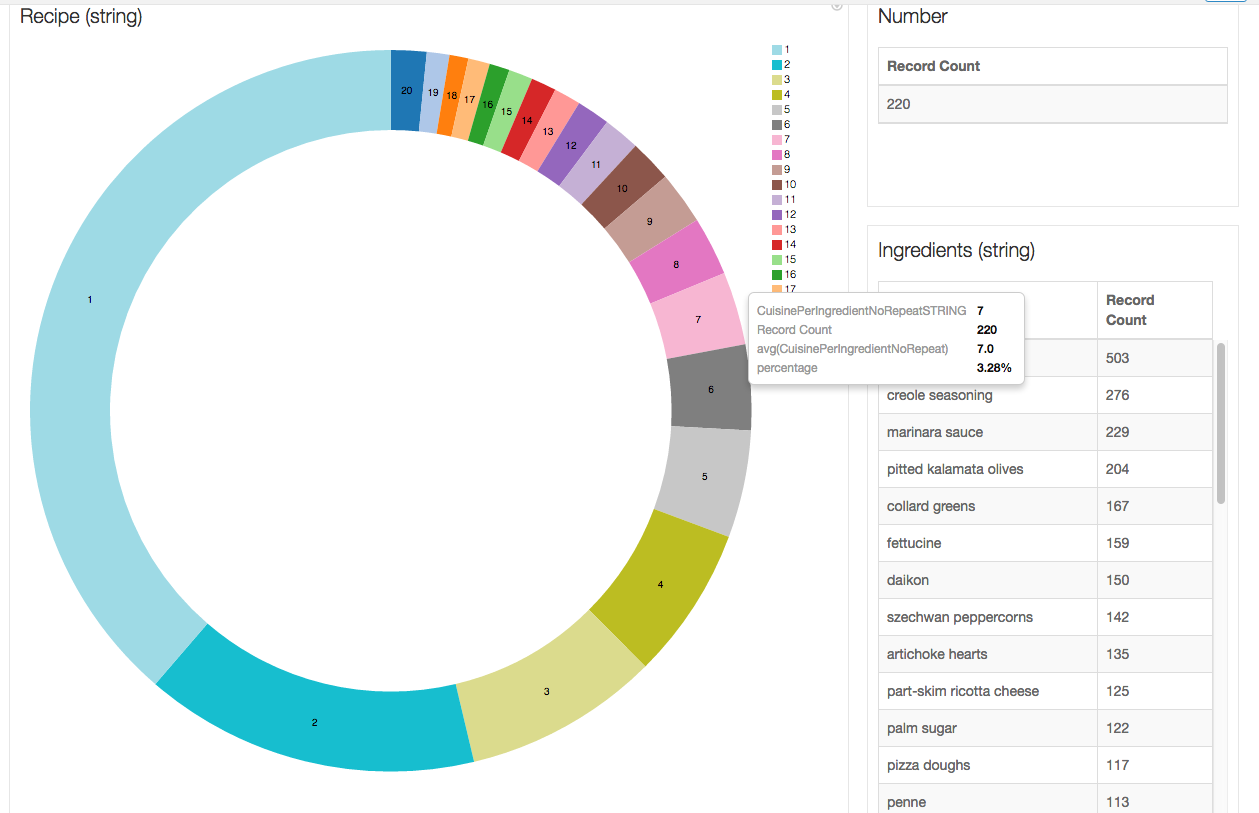 Recipe (string)
1
2
3
4
5
6
7
8
9
10
11
12
13
14
15
16
17
20
19
18
17
16
15
14
13
12
11
10
9
8
7
6
5
4
3
2
1
CuisinePerIngredientNoRepeatSTRING 7
Record Count 220
avg(CuisinePerIngredientNoRepeat) 7.0
percentage 3.28%
Number
Record Count
220
Ingredients (string)
Record
Count
503
creole seasoning 276
marinara sauce 229
pitted kalamata olives 204
collard greens 167
fettucine 159
daikon 150
szechwan peppercorns 142
artichoke hearts 135
part-skim ricotta cheese 125
palm sugar 122
pizza doughs 117
penne 113